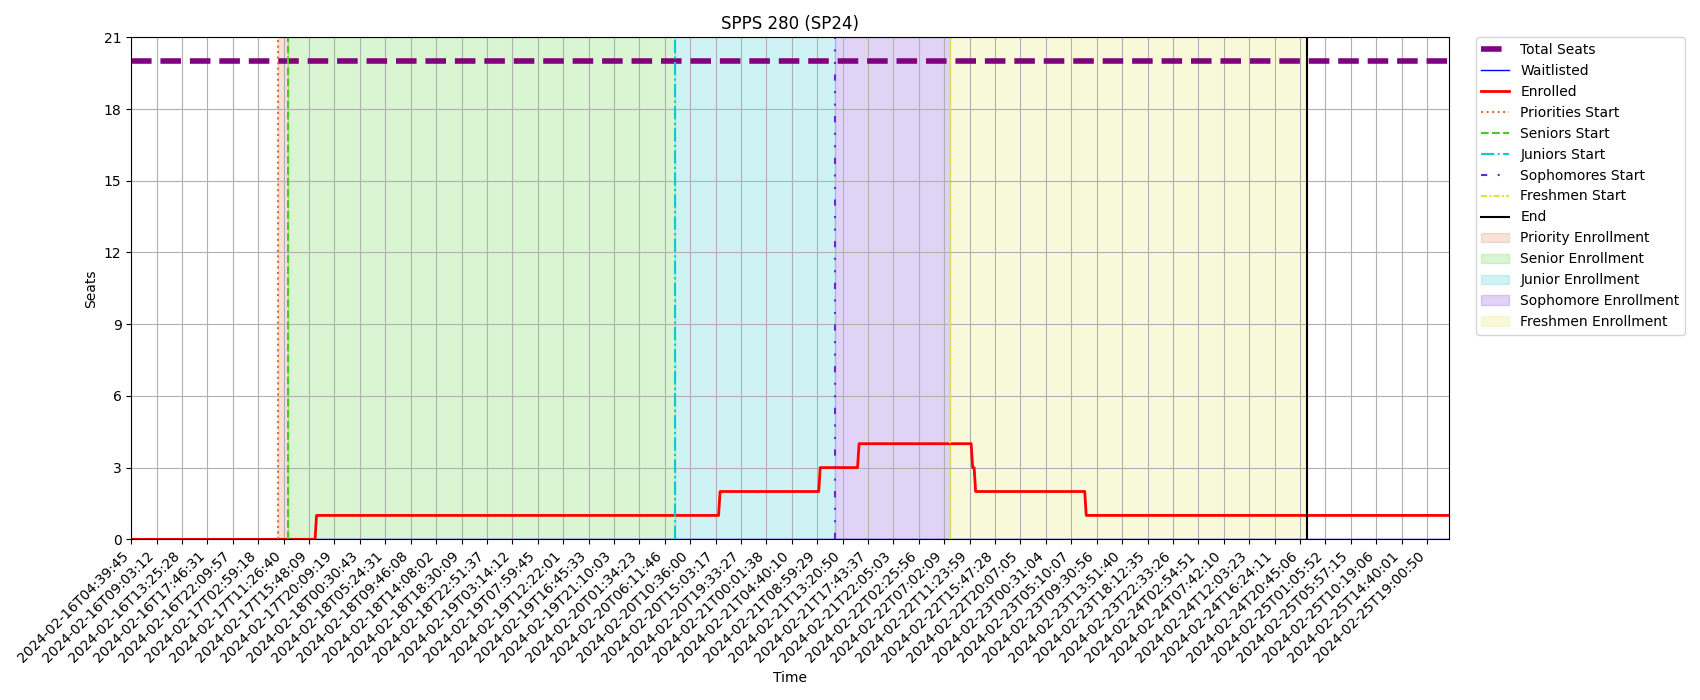 SPPS 280 (SP24)
21
18
15
12
9
6
3
0
Seats
2024-02-16T04:39:45
2024-02-16T09:03:12
2024-02-16T13:25:28
2024-02-16T17:46:31
2024-02-16T22:09:57
2024-02-17T02:59:18
2024-02-17T11:26:40
2024-02-17T15:48:09
2024-02-17T20:09:19
2024-02-18T00:30:43
2024-02-18T05:24:31
2024-02-18T09:46:08
2024-02-18T14:08:02
2024-02-18T18:30:09
2024-02-18T22:51:37
2024-02-19T03:14:12
2024-02-19T07:59:45
2024-02-19T12:22:01
2024-02-19T16:45:33
2024-02-19T21:10:03
2024-02-20T01:34:23
2024-02-20T06:11:46
2024-02-20T10:36:00
2024-02-20T15:03:17
2024-02-20T19:33:27
2024-02-21T00:01:38
2024-02-21T04:40:10
2024-02-21T08:59:29
2024-02-21T13:20:50
2024-02-21T17:43:37
2024-02-21T22:05:03
2024-02-22T02:25:56
2024-02-22T07:02:09
2024-02-22T11:23:59
2024-02-22T15:47:28
2024-02-22T20:07:05
2024-02-23T00:31:04
2024-02-23T05:10:07
2024-02-23T09:30:56
2024-02-23T13:51:40
2024-02-23T18:12:35
2024-02-23T22:33:26
2024-02-24T02:54:51
2024-02-24T07:42:10
2024-02-24T12:03:23
2024-02-24T16:24:11
2024-02-24T20:45:06
2024-02-25T01:05:52
2024-02-25T05:57:15
2024-02-25T10:19:06
2024-02-25T14:40:01
2024-02-25T19:00:50
Time
Total Seats
Waitlisted
Enrolled
Priorities Start
Seniors Start
Juniors Start
Sophomores Start
Freshmen Start
End
Priority Enrollment
Senior Enrollment
Junior Enrollment
Sophomore Enrollment
Freshmen Enrollment